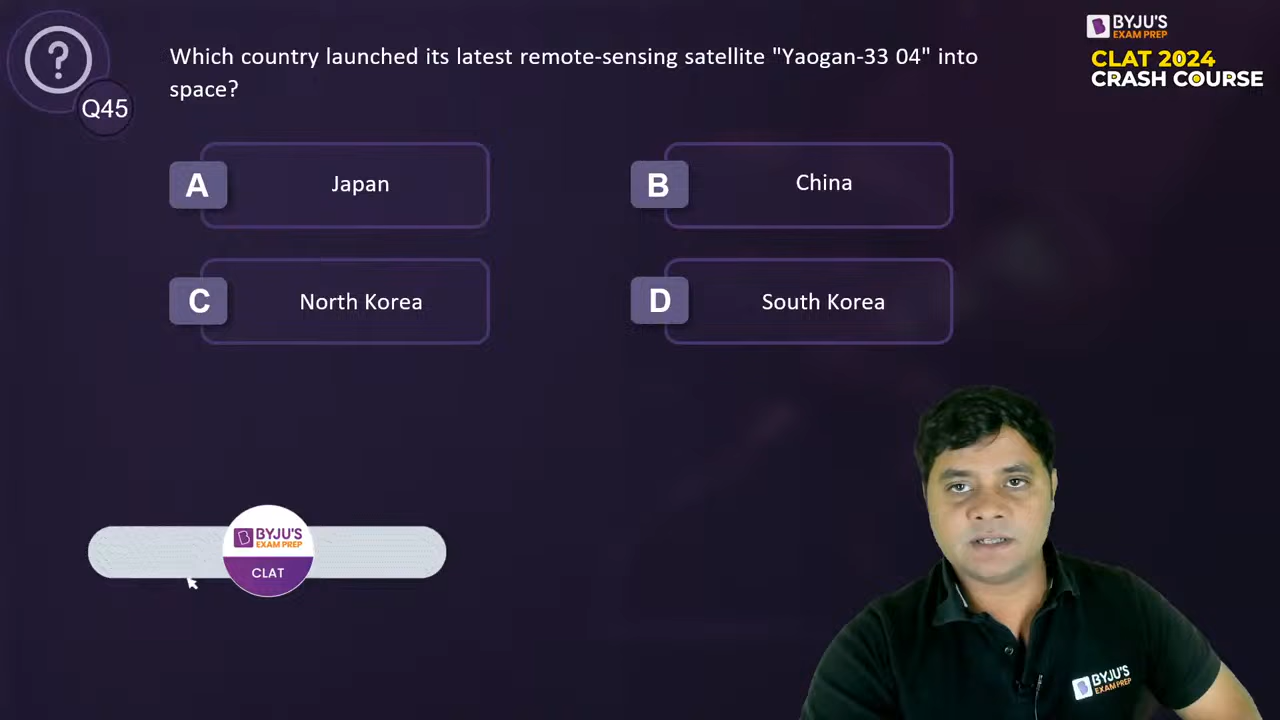 ?
Q45
Which country launched its latest remote-sensing satellite "Yaogan-33 04" into
space?
BYJU'S
EXAM PREP
CLAT 2024
CRASH COURSE
A
Japan
B
China
C
North Korea
D
South Korea
BYJU'S
EXAM PREP
CLAT
BYJU'S
EXAM PREP